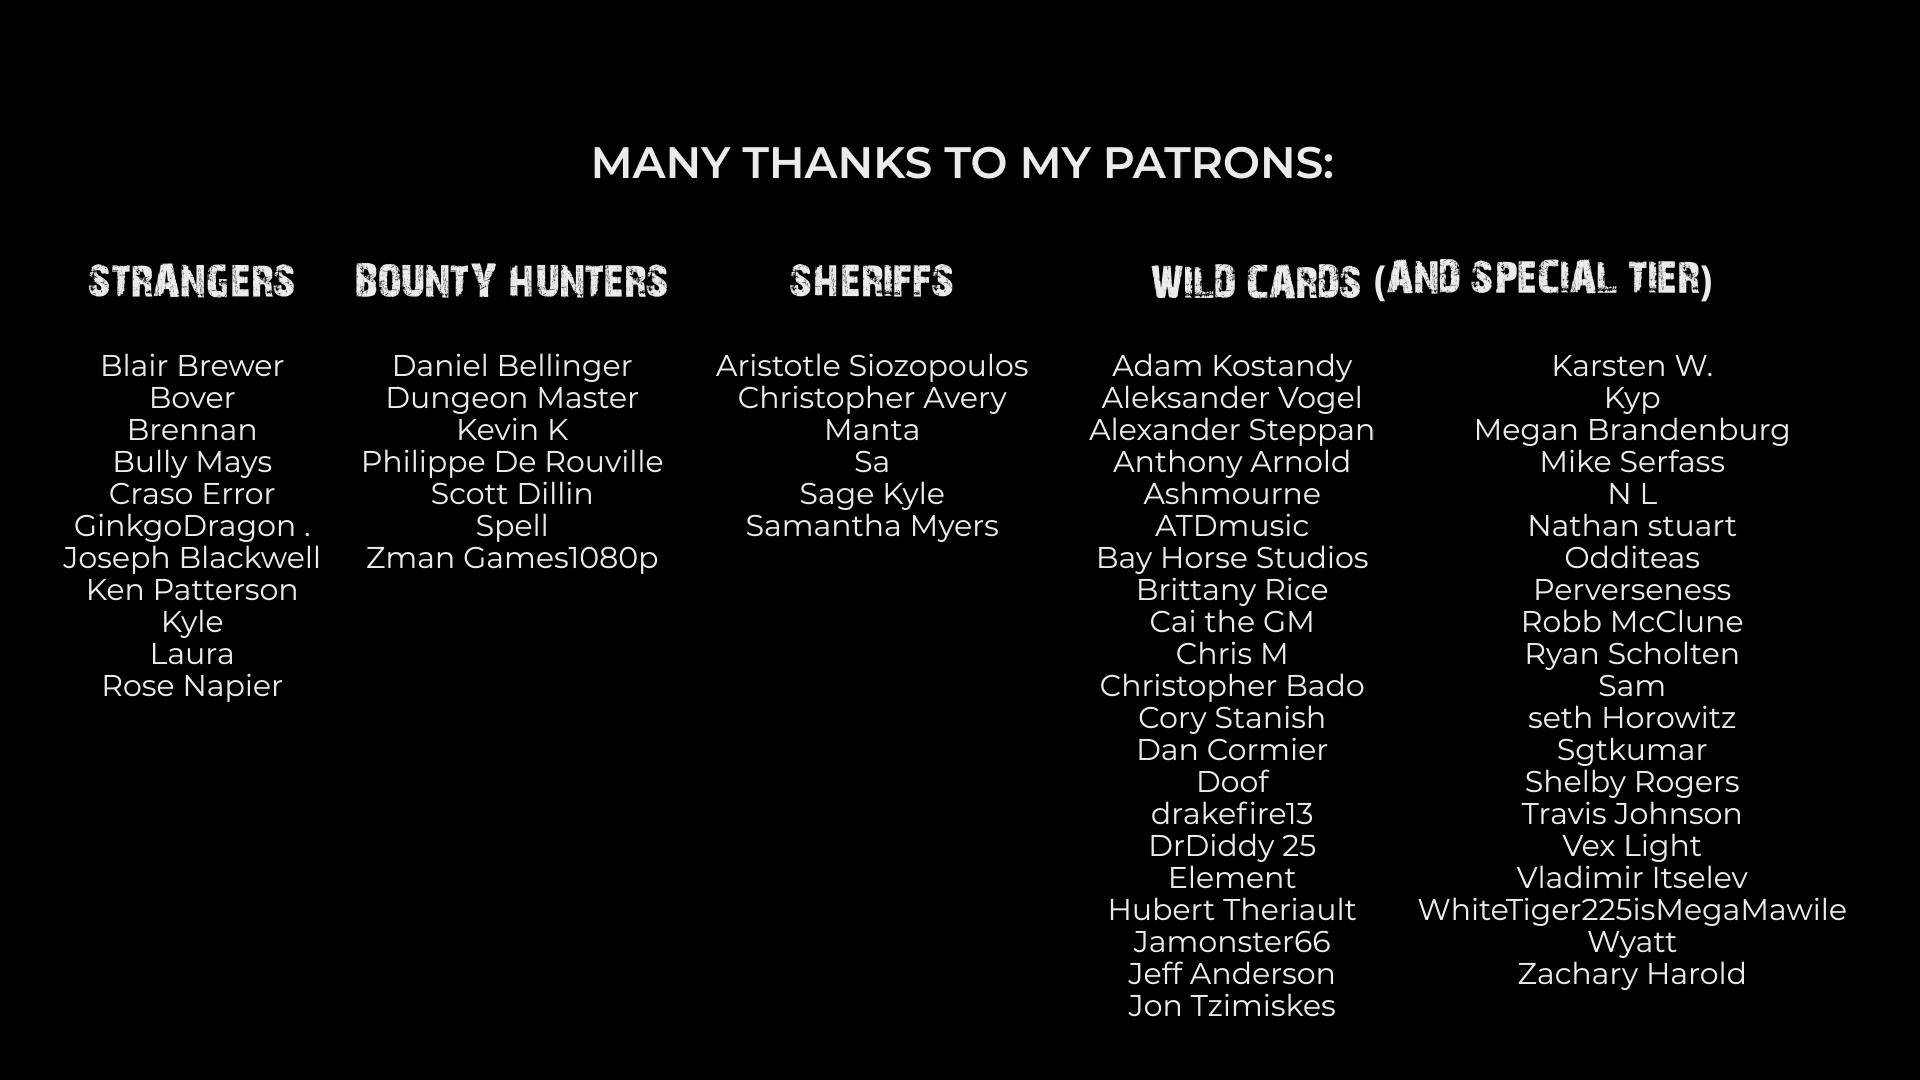 MANY THANKS TO MY PATRONS:
STRANGERS
Blair Brewer
Bover
Brennan
Bully Mays
Craso Error
GinkgoDragon .
Joseph Blackwell
Ken Patterson
Kyle
Laura
Rose Napier
BOUNTY HUNTERS
Daniel Bellinger
Dungeon Master
Kevin K
Philippe De Rouville
Scott Dillin
Spell
Zman Games1080p
SHERIFFS
Aristotle Siozopoulos
Christopher Avery
Manta
Sa
Sage Kyle
Samantha Myers
WILD CARDS (AND SPECIAL TIER)
Adam Kostandy
Aleksander Vogel
Alexander Steppan
Anthony Arnold
Ashmourne
ATDmusic
Bay Horse Studios
Brittany Rice
Cai the GM
Chris M
Christopher Bado
Cory Stanish
Dan Cormier
Doof
drakefire13
DrDiddy 25
Element
Hubert Theriault
Jamonster66
Jeff Anderson
Jon Tzimiskes
Karsten W.
Kyp
Megan Brandenburg
Mike Serfass
N L
Nathan stuart
Odditeas
Perverseness
Robb McClune
Ryan Scholten
Sam
seth Horowitz
Sgtkumar
Shelby Rogers
Travis Johnson
Vex Light
Vladimir Itselev
WhiteTiger225isMegaMawile
Wyatt
Zachary Harold